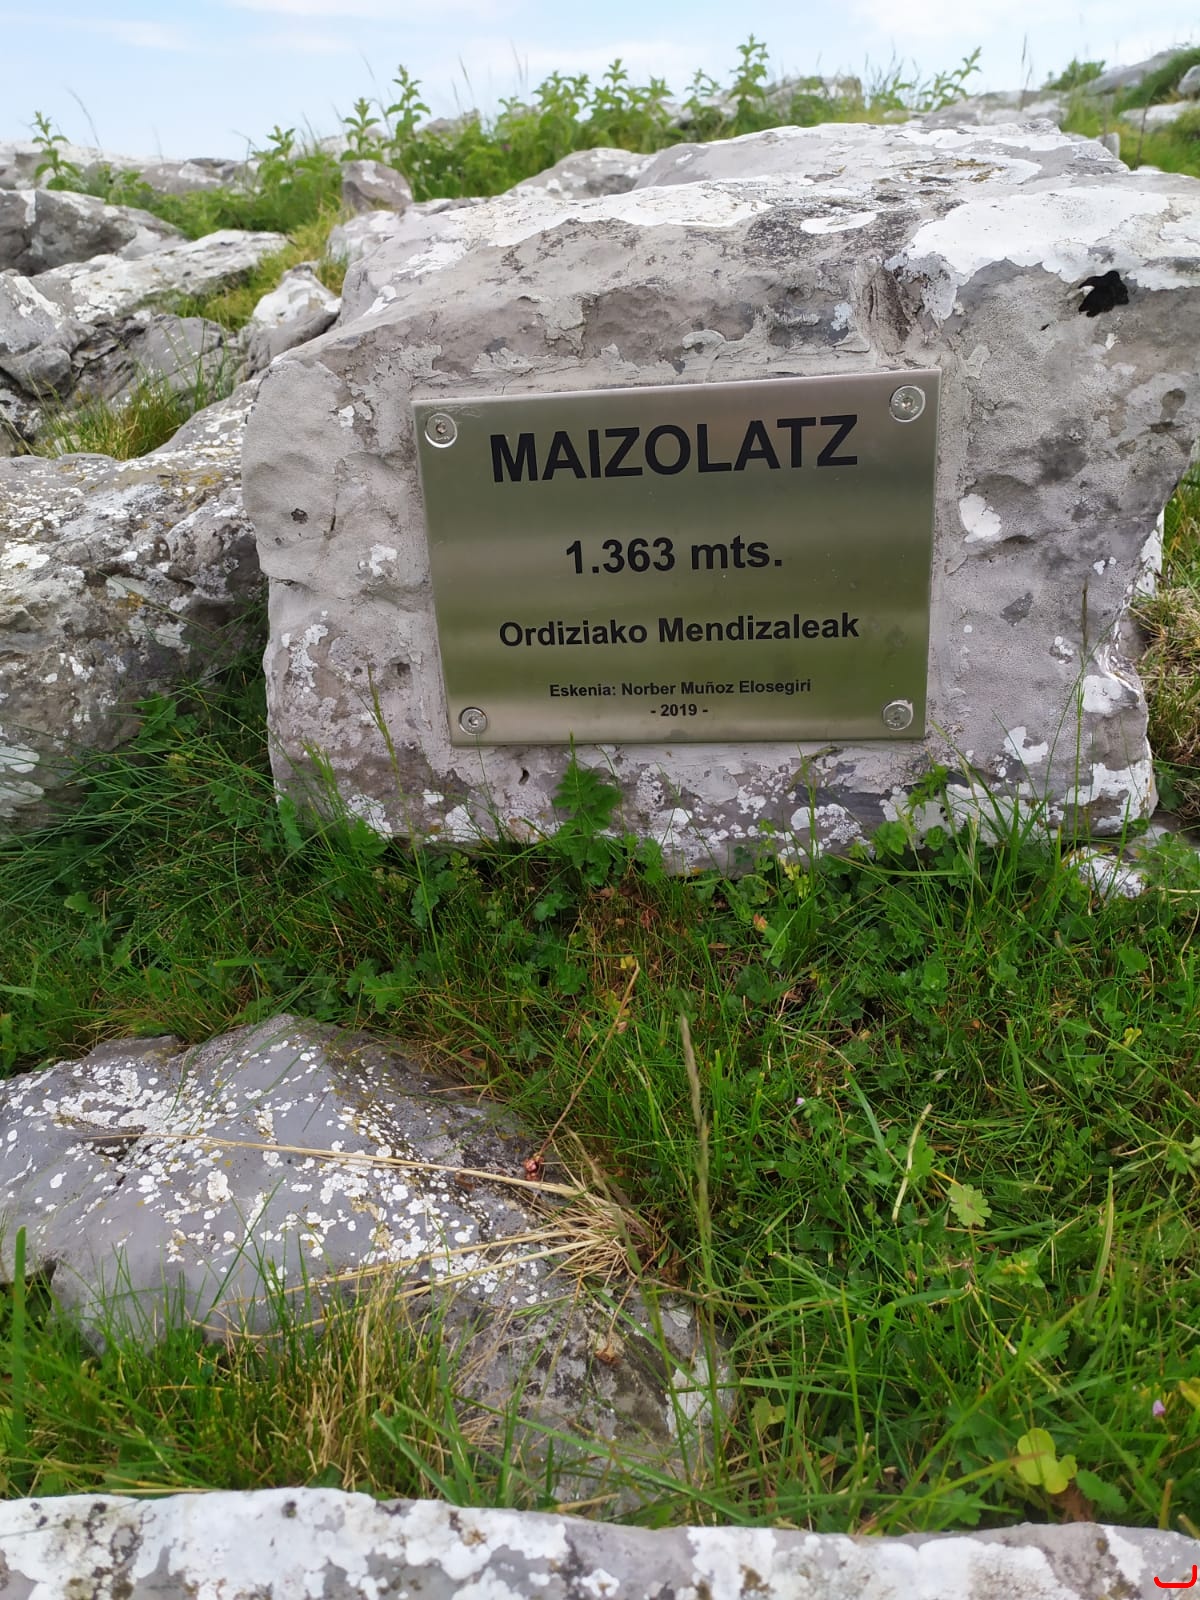 MAIZOLATZ
1.363 mts.
Ordiziako Mendizaleak
Eskenia: Norber Muñoz Elosegiri
- 2019 -